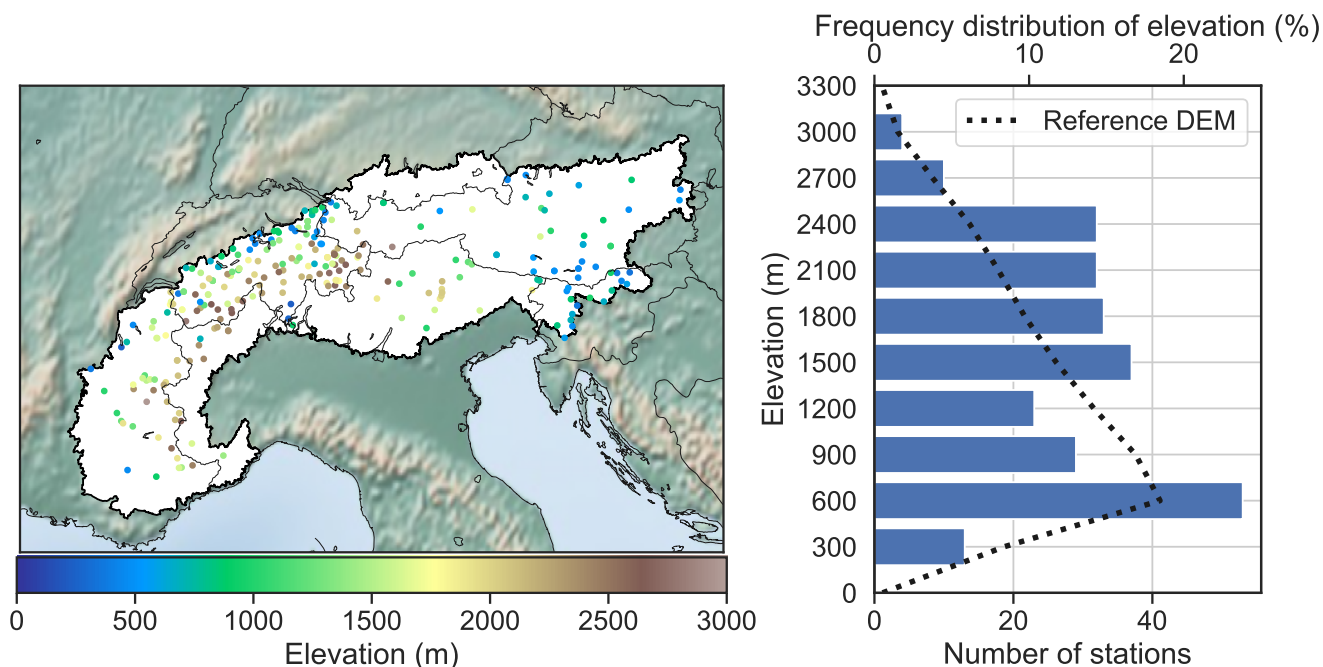 Frequency distribution of elevation (%)
0 10 20
3300
3000
2700
2400
2100
1800
1500
1200
900
600
300
0
Elevation (m)
Reference DEM
0 20 40
Number of stations
0 500 1000 1500 2000 2500 3000
Elevation (m)